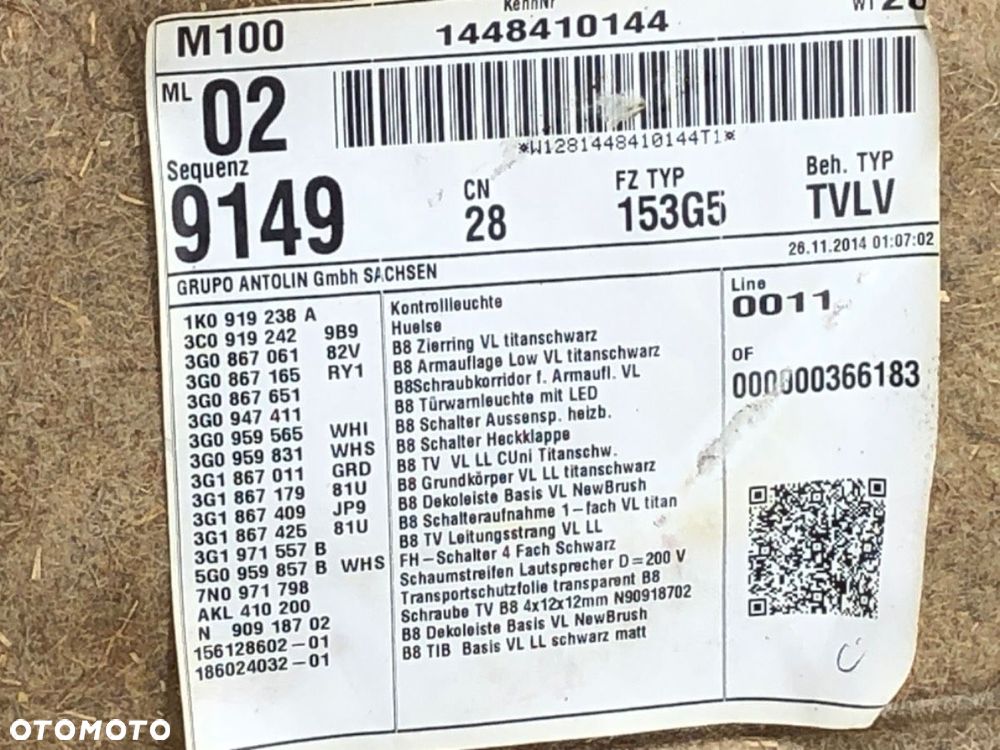 KennNr
M100 1448410144
ML 02
*W1281448410144T1*
Sequenz 9149
CN 28
FZ TYP 153G5
Beh. TYP TVLV
26.11.2014 01:07:02
GRUPO ANTOLIN Gmbh SACHSEN
1K0 919 238 A
3C0 919 242 9B9
3G0 867 061 82V
3G0 867 165 RY1
3G0 867 651
3G0 947 411
3G0 959 565 WHI
3G0 959 831 WHS
3G1 867 011 GRD
3G1 867 179 81U
3G1 867 409 JP9
3G1 867 425 81U
3G1 971 557 B
5G0 959 857 B WHS
7N0 971 798
AKL 410 200
N 909 187 02
156128602-01
186024032-01
Kontrollleuchte
Huelse
B8 Zierring VL titanschwarz
B8 Armauflage Low VL titanschwarz
B8Schraubkorridor f. Armaufl. VL
B8 Türwarnleuchte mit LED
B8 Schalter Aussensp. heizb.
B8 Schalter Heckklappe
B8 TV VL LL CUni Titanschw.
B8 Grundkörper VL LL titanschwarz
B8 Dekoleiste Basis VL NewBrush
B8 Schalteraufnahme 1-fach VL titan
B8 TV Leitungsstrang VL LL
FH-Schalter 4 Fach Schwarz
Schaumstreifen Lautsprecher D=200 V
Transportschutzfolie transparent B8
Schraube TV B8 4x12x12mm N90918702
B8 Dekoleiste Basis VL NewBrush
B8 TIB Basis VL LL schwarz matt
Line
0011
OF
000000366183
OTOMOTO